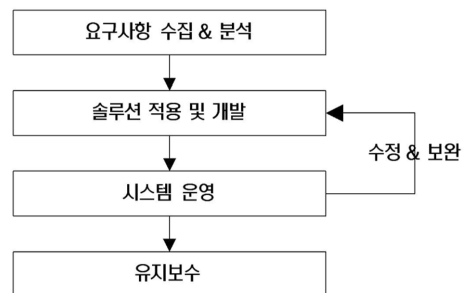 요구사항 수집 & 분석
솔루션 적용 및 개발
수정 & 보완
시스템 운영
유지보수